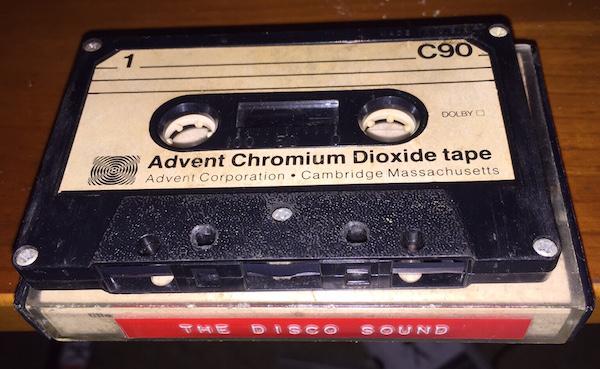 1 C90
DOLBY
Advent Chromium Dioxide tape
Advent Corporation • Cambridge Massachusetts
THE DISCO SOUND